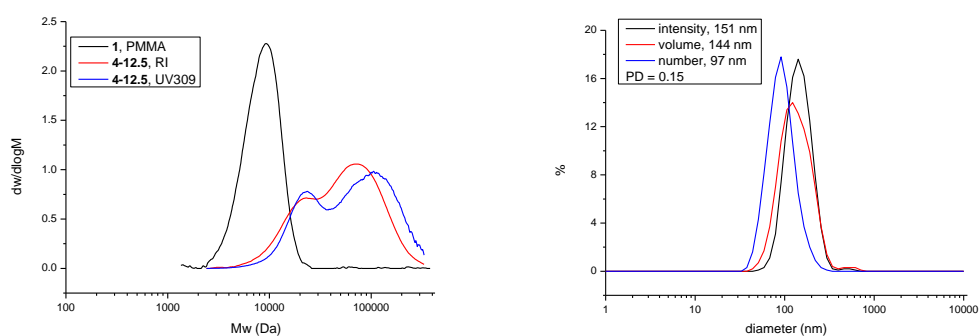 2.5
2.0
1.5
1.0
0.5
0.0
dw/dlogM
1, PMMA
4-12.5, RI
4-12.5, UV309
100
1000
10000
100000
Mw (Da)
20
16
12
8
4
0
%
intensity, 151 nm
volume, 144 nm
number, 97 nm
PD = 0.15
1
10
100
1000
10000
diameter (nm)